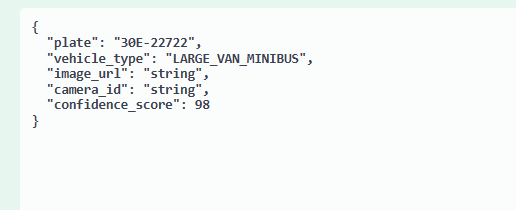 {
  "plate": "30E-22722",
  "vehicle_type": "LARGE_VAN_MINIBUS",
  "image_url": "string",
  "camera_id": "string",
  "confidence_score": 98
}